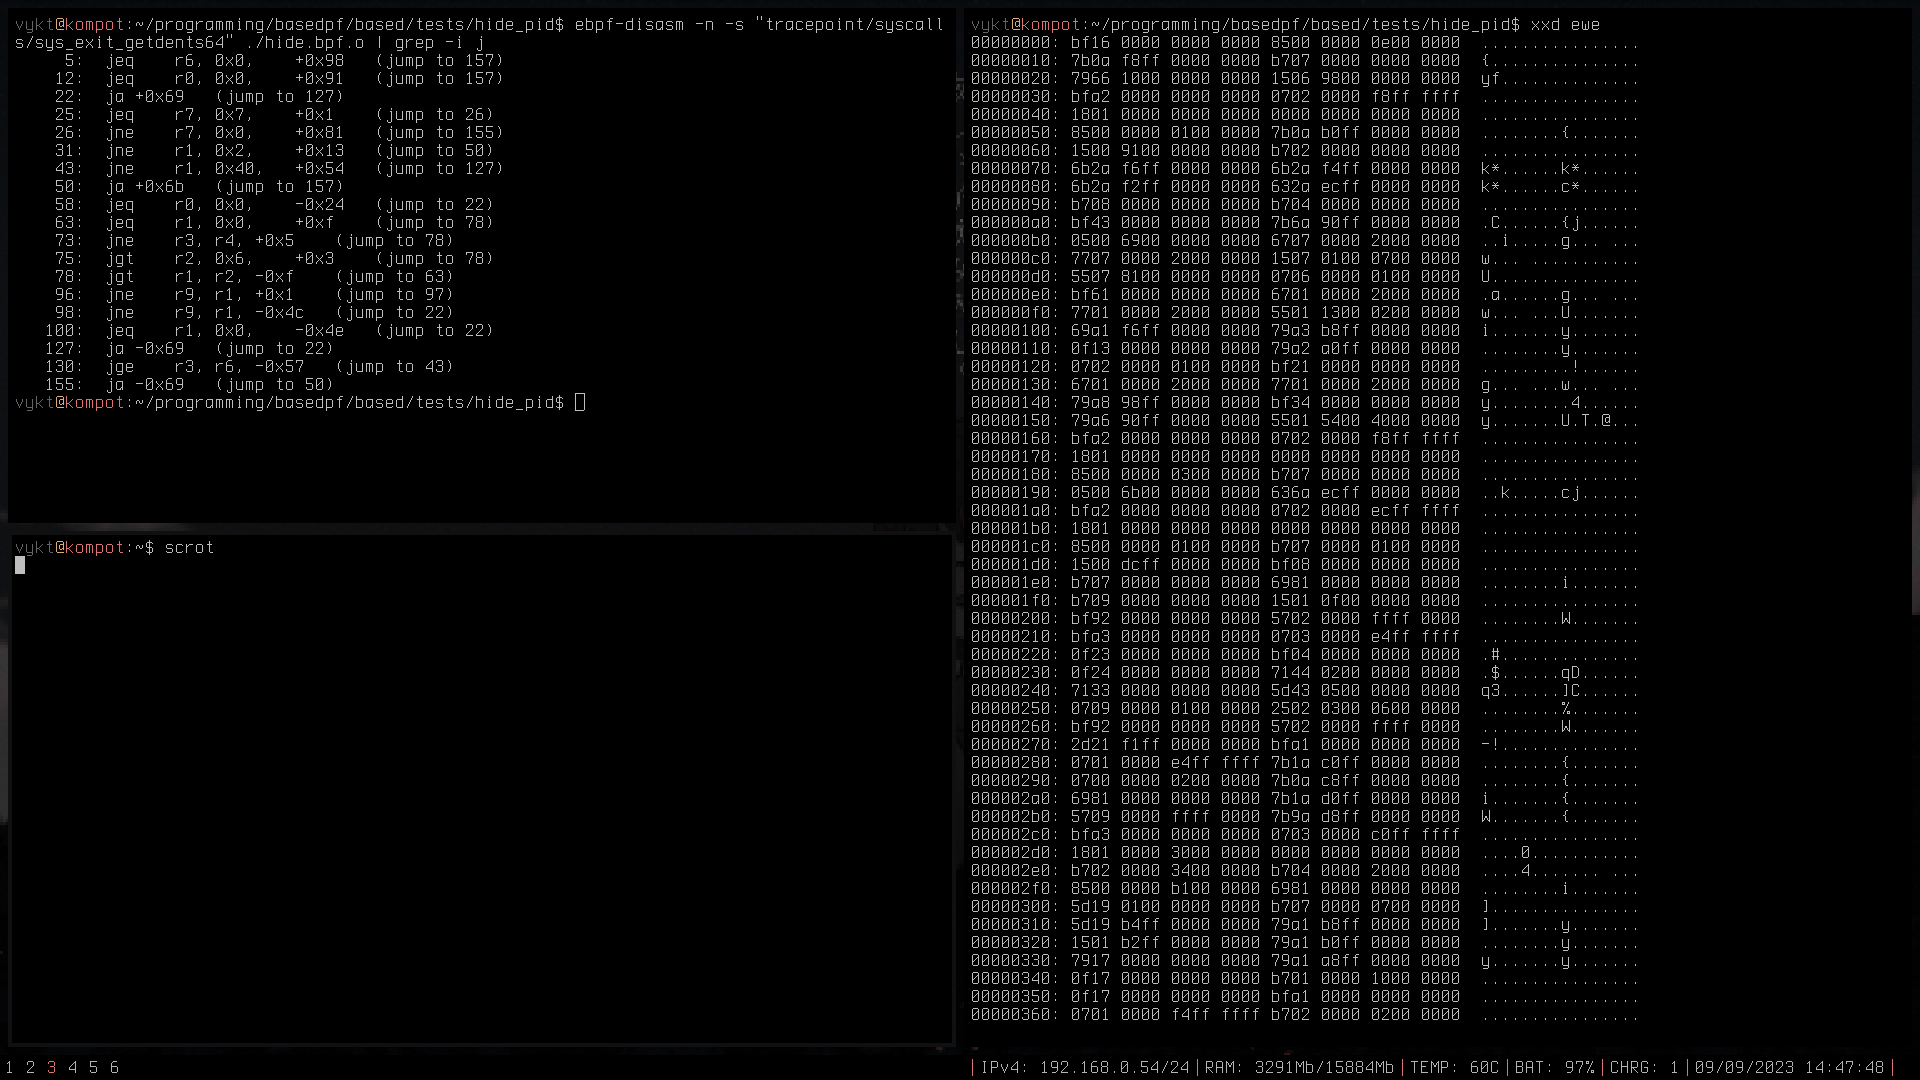 vykt@kompot:~/programming/basedpf/based/tests/hide_pid$ ebpf-disasm -n -s "tracepoint/syscall
s/sys_exit_getdents64" ./hide.bpf.o | grep -i j
5: jeq r6, 0x0, +0x98 (jump to 157)
12: jeq r0, 0x0, +0x91 (jump to 157)
22: ja +0x69 (jump to 127)
25: jeq r7, 0x7, +0x1 (jump to 26)
26: jne r7, 0x0, +0x81 (jump to 155)
31: jne r1, 0x2, +0x13 (jump to 50)
43: jne r1, 0x40, +0x54 (jump to 127)
50: ja +0x6b (jump to 157)
58: jeq r0, 0x0, -0x24 (jump to 22)
63: jeq r1, 0x0, +0xf (jump to 78)
73: jne r3, r4, +0x5 (jump to 78)
75: jgt r2, 0x6, +0x3 (jump to 78)
78: jgt r1, r2, -0xf (jump to 63)
96: jne r9, r1, +0x1 (jump to 97)
98: jne r9, r1, -0x4c (jump to 22)
100: jeq r1, 0x0, -0x4e (jump to 22)
127: ja -0x69 (jump to 22)
130: jge r3, r6, -0x57 (jump to 43)
155: ja -0x69 (jump to 50)
vykt@kompot:~/programming/basedpf/based/tests/hide_pid$
vykt@kompot:~$ scrot
vykt@kompot:~/programming/basedpf/based/tests/hide_pid$ xxd ewe
00000000: bf16 0000 0000 0000 8500 0000 0e00 0000 ................
00000010: 7b0a f8ff 0000 0000 b707 0000 0000 0000 {...............
00000020: 7966 1000 0000 0000 1506 9800 0000 0000 yf..............
00000030: bfa2 0000 0000 0000 0702 0000 f8ff ffff ................
00000040: 1801 0000 0000 0000 0000 0000 0000 0000 ................
00000050: 8500 0000 0100 0000 7b0a b0ff 0000 0000 ........{.......
00000060: 1500 9100 0000 0000 b702 0000 0000 0000 ................
00000070: 6b2a f6ff 0000 0000 6b2a f4ff 0000 0000 k*......k*......
00000080: 6b2a f2ff 0000 0000 632a ecff 0000 0000 k*......c*......
00000090: b708 0000 0000 0000 b704 0000 0000 0000 ................
000000a0: bf43 0000 0000 0000 7b6a 90ff 0000 0000 .C......{j......
000000b0: 0500 6900 0000 0000 6707 0000 2000 0000 ..i.....g... ...
000000c0: 7707 0000 2000 0000 1507 0100 0700 0000 w... ...........
000000d0: 5507 8100 0000 0000 0706 0000 0100 0000 U...............
000000e0: bf61 0000 0000 0000 6701 0000 2000 0000 .a......g... ...
000000f0: 7701 0000 2000 0000 5501 1300 0200 0000 w... ...U.......
00000100: 69a1 f6ff 0000 0000 79a3 b8ff 0000 0000 i.......y.......
00000110: 0f13 0000 0000 0000 79a2 a0ff 0000 0000 ........y.......
00000120: 0702 0000 0100 0000 bf21 0000 0000 0000 .........!......
00000130: 6701 0000 2000 0000 7701 0000 2000 0000 g... ...w... ...
00000140: 79a8 98ff 0000 0000 bf34 0000 0000 0000 y........4......
00000150: 79a6 90ff 0000 0000 5501 5400 4000 0000 y.......U.T.@...
00000160: bfa2 0000 0000 0000 0702 0000 f8ff ffff ................
00000170: 1801 0000 0000 0000 0000 0000 0000 0000 ................
00000180: 8500 0000 0300 0000 b707 0000 0000 0000 ................
00000190: 0500 6b00 0000 0000 636a ecff 0000 0000 ..k.....cj......
000001a0: bfa2 0000 0000 0000 0702 0000 ecff ffff ................
000001b0: 1801 0000 0000 0000 0000 0000 0000 0000 ................
000001c0: 8500 0000 0100 0000 b707 0000 0100 0000 ................
000001d0: 1500 dcff 0000 0000 bf08 0000 0000 0000 ................
000001e0: b707 0000 0000 0000 6981 0000 0000 0000 ........i.......
000001f0: b709 0000 0000 0000 1501 0f00 0000 0000 ................
00000200: bf92 0000 0000 0000 5702 0000 ffff 0000 ........W.......
00000210: bfa3 0000 0000 0000 0703 0000 e4ff ffff ................
00000220: 0f23 0000 0000 0000 bf04 0000 0000 0000 .#..............
00000230: 0f24 0000 0000 0000 7144 0200 0000 0000 .$......qD......
00000240: 7133 0000 0000 0000 5d43 0500 0000 0000 q3......]C......
00000250: 0709 0000 0100 0000 2502 0300 0600 0000 ........%.......
00000260: bf92 0000 0000 0000 5702 0000 ffff 0000 ........W.......
00000270: 2d21 f1ff 0000 0000 bfa1 0000 0000 0000 -!..............
00000280: 0701 0000 e4ff ffff 7b1a c0ff 0000 0000 ........{.......
00000290: 0700 0000 0200 0000 7b0a c8ff 0000 0000 ........{.......
000002a0: 6981 0000 0000 0000 7b1a d0ff 0000 0000 i.......{.......
000002b0: 5709 0000 ffff 0000 7b9a d8ff 0000 0000 W.......{.......
000002c0: bfa3 0000 0000 0000 0703 0000 c0ff ffff ................
000002d0: 1801 0000 3000 0000 0000 0000 0000 0000 ....0...........
000002e0: b702 0000 3400 0000 b704 0000 2000 0000 ....4....... ...
000002f0: 8500 0000 b100 0000 6981 0000 0000 0000 ........i.......
00000300: 5d19 0100 0000 0000 b707 0000 0700 0000 ]...............
00000310: 5d19 b4ff 0000 0000 79a1 b8ff 0000 0000 ].......y.......
00000320: 1501 b2ff 0000 0000 79a1 b0ff 0000 0000 ........y.......
00000330: 7917 0000 0000 0000 79a1 a8ff 0000 0000 y.......y.......
00000340: 0f17 0000 0000 0000 b701 0000 1000 0000 ................
00000350: 0f17 0000 0000 0000 bfa1 0000 0000 0000 ................
00000360: 0701 0000 f4ff ffff b702 0000 0200 0000 ................
1 2 3 4 5 6
|IPv4: 192.168.0.54/24|RAM: 3291Mb/15884Mb|TEMP: 60C|BAT: 97%|CHRG: 1|09/09/2023 14:47:48|